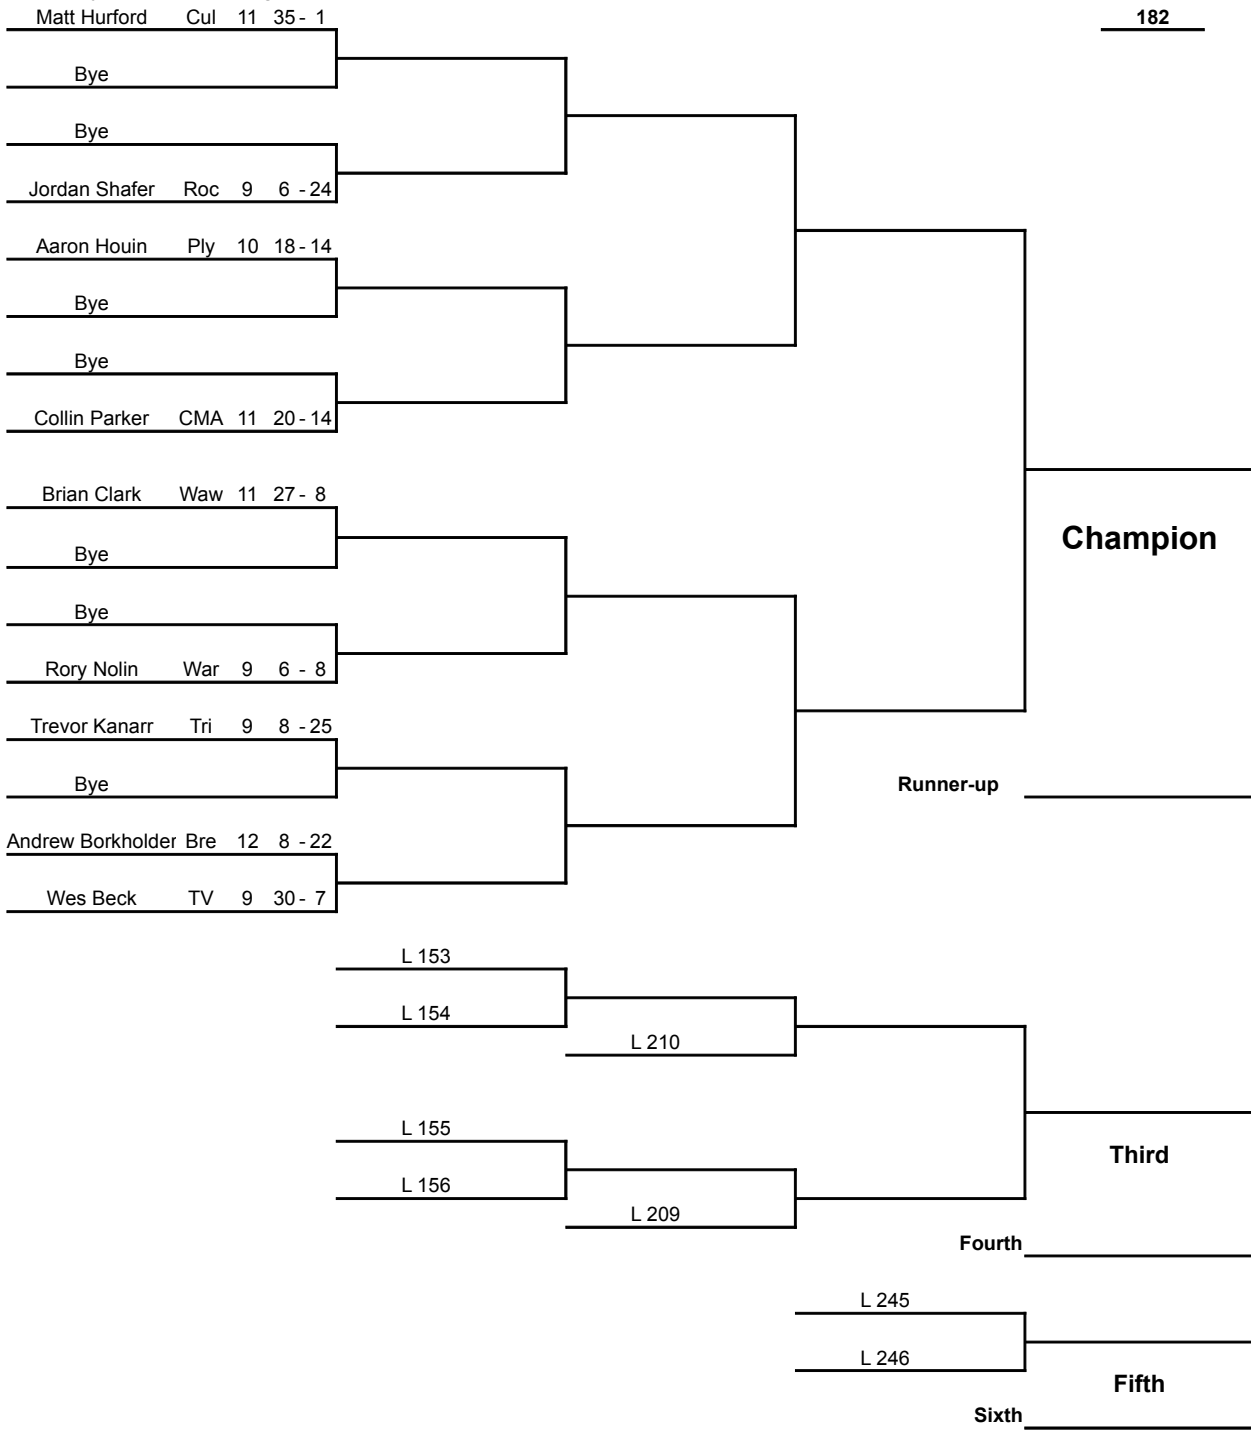 Matt Hurford Cul 11 35 - 1
182
Bye
Bye
Jordan Shafer Roc 9 6 - 24
Aaron Houin Ply 10 18 - 14
Bye
Bye
Collin Parker CMA 11 20 - 14
Brian Clark Waw 11 27 - 8
Champion
Bye
Bye
Rory Nolin War 9 6 - 8
Trevor Kanarr Tri 9 8 - 25
Bye
Runner-up
Andrew Borkholder Bre 12 8 - 22
Wes Beck TV 9 30 - 7
L 153
L 154
L 210
L 155
Third
L 156
L 209
Fourth
L 245
L 246
Fifth
Sixth